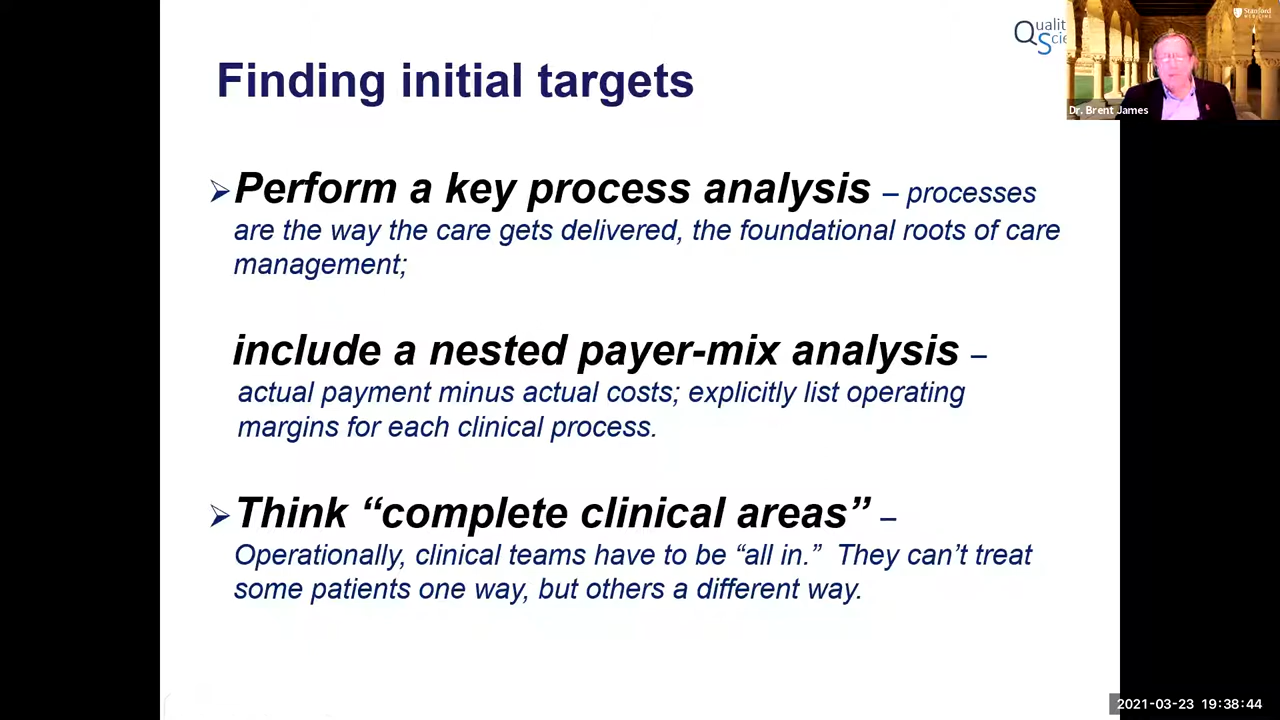 Finding initial targets
Stanford
MEDICINE
Dr. Brent James
➢Perform a key process analysis – processes
are the way the care gets delivered, the foundational roots of care
management;
include a nested payer-mix analysis –
actual payment minus actual costs; explicitly list operating
margins for each clinical process.
➢Think “complete clinical areas” –
Operationally, clinical teams have to be “all in.” They can’t treat
some patients one way, but others a different way.
2021-03-23 19:38:44